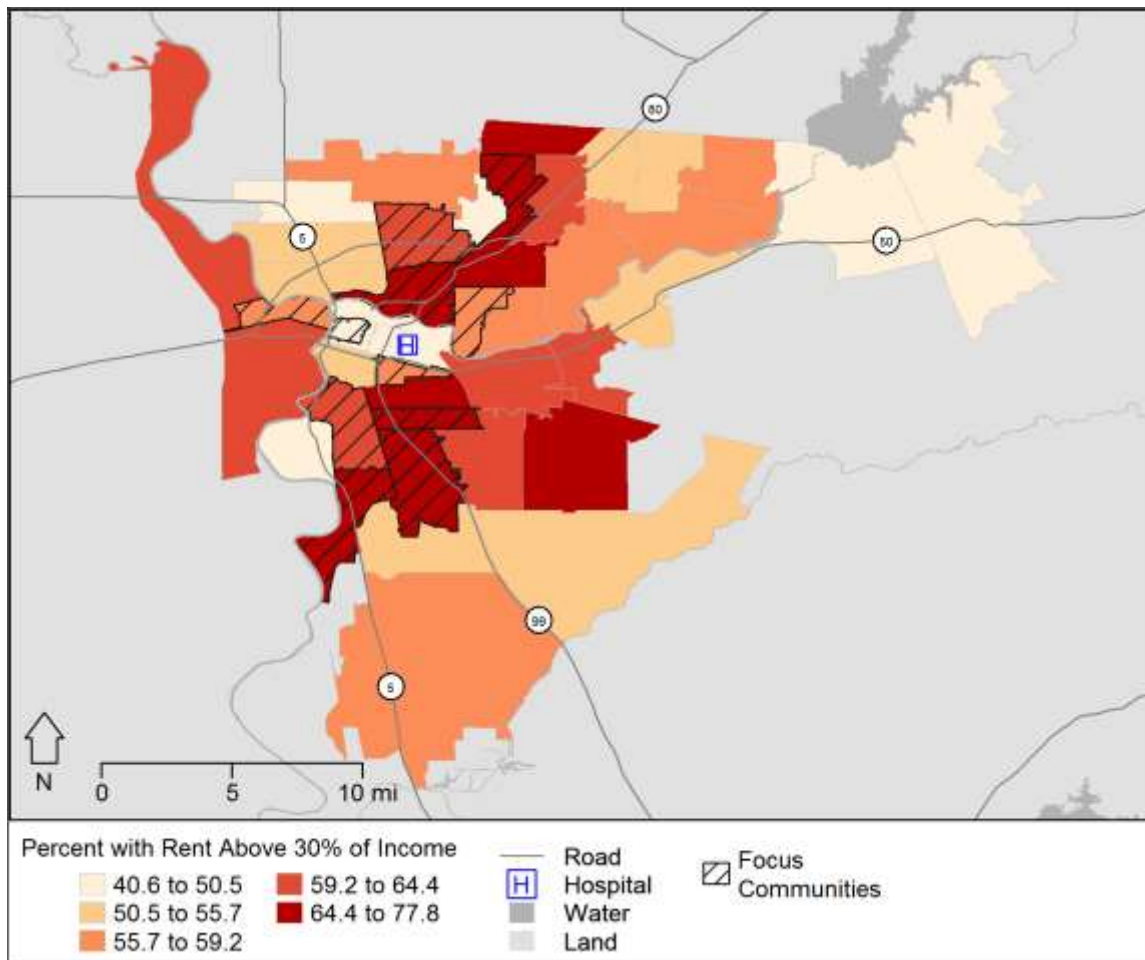 80
5
50
H
99
5
N
0 5 10 mi
Percent with Rent Above 30% of Income
40.6 to 50.5
50.5 to 55.7
55.7 to 59.2
59.2 to 64.4
64.4 to 77.8
Road
H Hospital
Water
Land
Focus
Communities